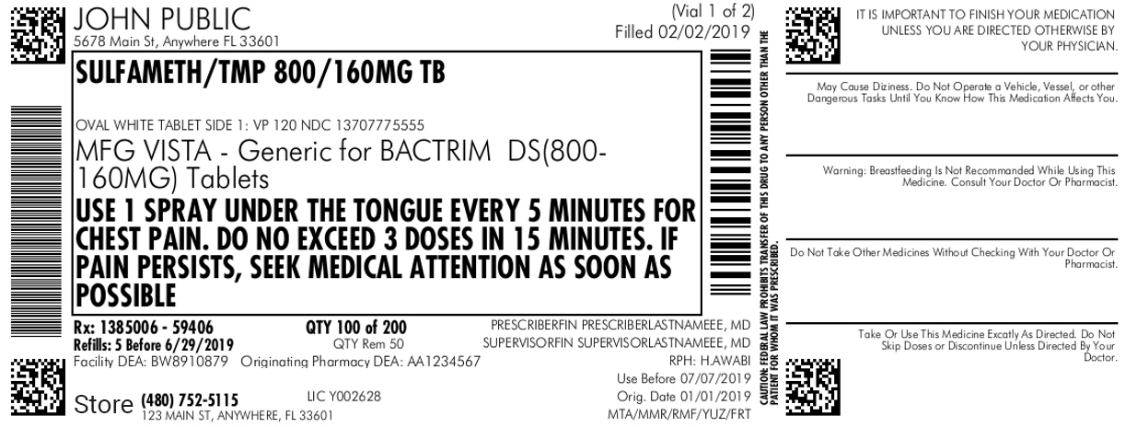 JOHN PUBLIC
5678 Main St, Anywhere FL 33601
(Vial 1 of 2)
Filled 02/02/2019
SULFAMETH/TMP 800/160MG TB
OVAL WHITE TABLET SIDE 1: VP 120 NDC 13707775555
MFG VISTA - Generic for BACTRIM DS(800-
160MG) Tablets
USE 1 SPRAY UNDER THE TONGUE EVERY 5 MINUTES FOR
CHEST PAIN. DO NO EXCEED 3 DOSES IN 15 MINUTES. IF
PAIN PERSISTS, SEEK MEDICAL ATTENTION AS SOON AS
POSSIBLE
Rx: 1385006 - 59406
QTY 100 of 200
PRESCRIBERFIN PRESCRIBERLASTNAMEEE, MD
Refills: 5 Before 6/29/2019
QTY Rem 50
SUPERVISORFIN SUPERVISORLASTNAMEEE, MD
Facility DEA: BW8910879 Originating Pharmacy DEA: AA1234567
RPH: H.AWABI
Use Before 07/07/2019
Store (480) 752-5115
LIC Y002628
Orig. Date 01/01/2019
123 MAIN ST, ANYWHERE, FL 33601
MTA/MMR/RMF/YUZ/FRT
CAUTION: FEDERAL LAW PROHIBITS TRANSFER OF THIS DRUG TO ANY PERSON OTHER THAN THE
PATIENT FOR WHOM IT WAS PRESCRIBED.
IT IS IMPORTANT TO FINISH YOUR MEDICATION
UNLESS YOU ARE DIRECTED OTHERWISE BY
YOUR PHYSICIAN.
May Cause Diziness. Do Not Operate a Vehicle, Vessel, or other
Dangerous Tasks Until You Know How This Medication Affects You.
Warning: Breastfeeding Is Not Recommanded While Using This
Medicine. Consult Your Doctor Or Pharmacist.
Do Not Take Other Medicines Without Checking With Your Doctor Or
Pharmacist.
Take Or Use This Medicine Excatly As Directed. Do Not
Skip Doses or Discontinue Unless Directed By Your
Doctor.